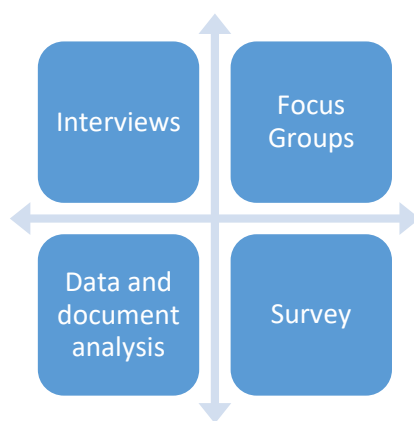 Interviews
Focus
Groups
Data and
document
analysis
Survey